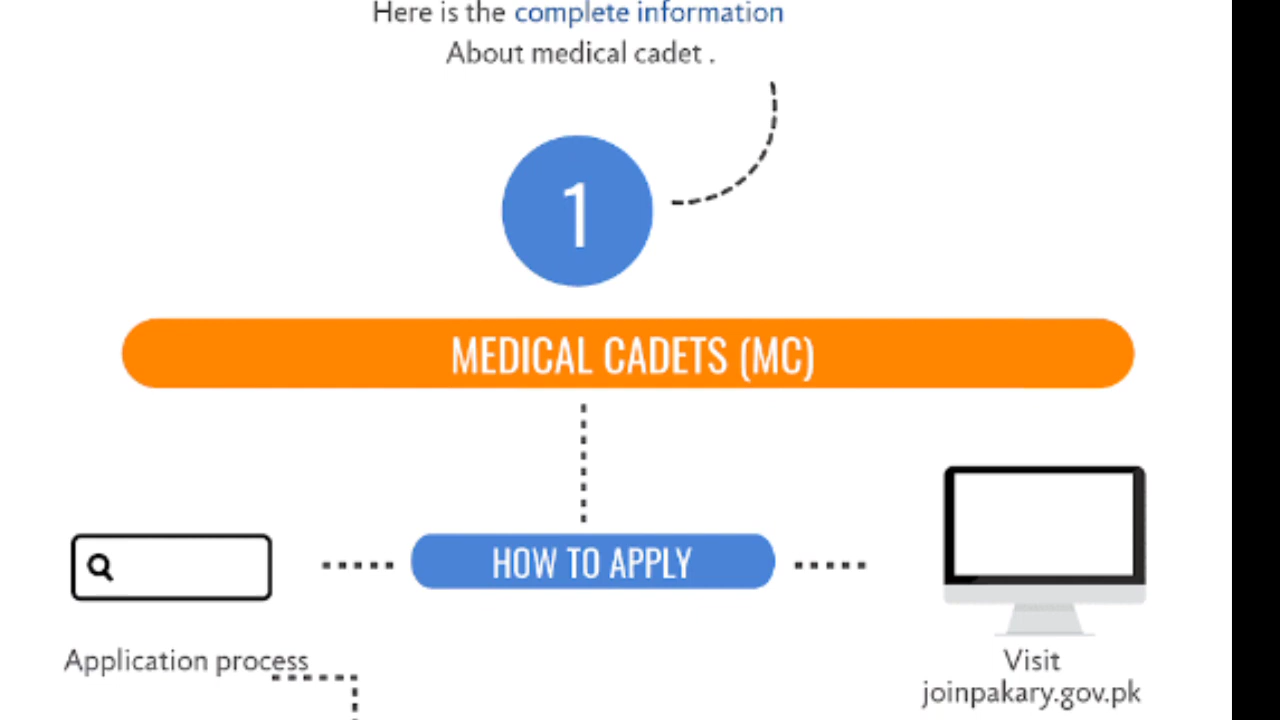 Here is the complete information
About medical cadet .
1
MEDICAL CADETS (MC)
HOW TO APPLY
Application process
Visit
joinpakary.gov.pk